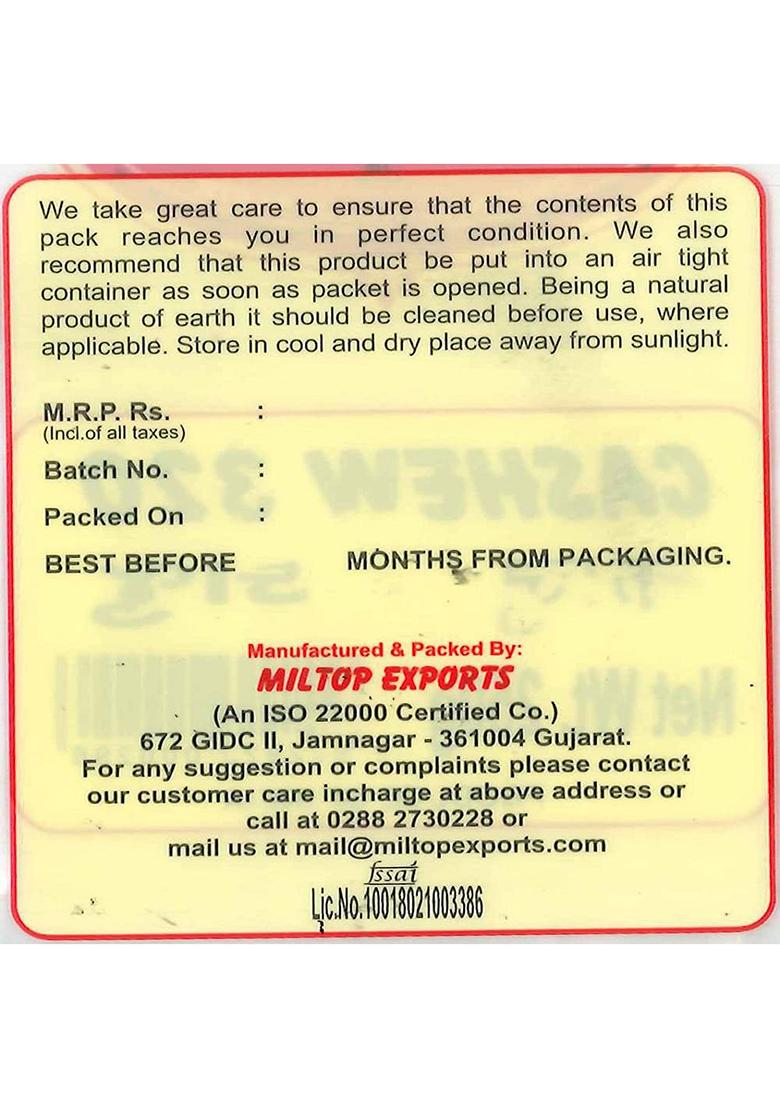 We take great care to ensure that the contents of this
pack reaches you in perfect condition. We also
recommend that this product be put into an air tight
container as soon as packet is opened. Being a natural
product of earth it should be cleaned before use, where
applicable. Store in cool and dry place away from sunlight.
M.R.P. Rs. :
(Incl.of all taxes)
Batch No. :
Packed On :
BEST BEFORE MONTHS FROM PACKAGING.
CASHEW 320
Net Wt.
Manufactured & Packed By:
MILTOP EXPORTS
(An ISO 22000 Certified Co.)
672 GIDC II, Jamnagar - 361004 Gujarat.
For any suggestion or complaints please contact
our customer care incharge at above address or
call at 0288 2730228 or
mail us at mail@miltopexports.com
fssai
Lic.No.10018021003386